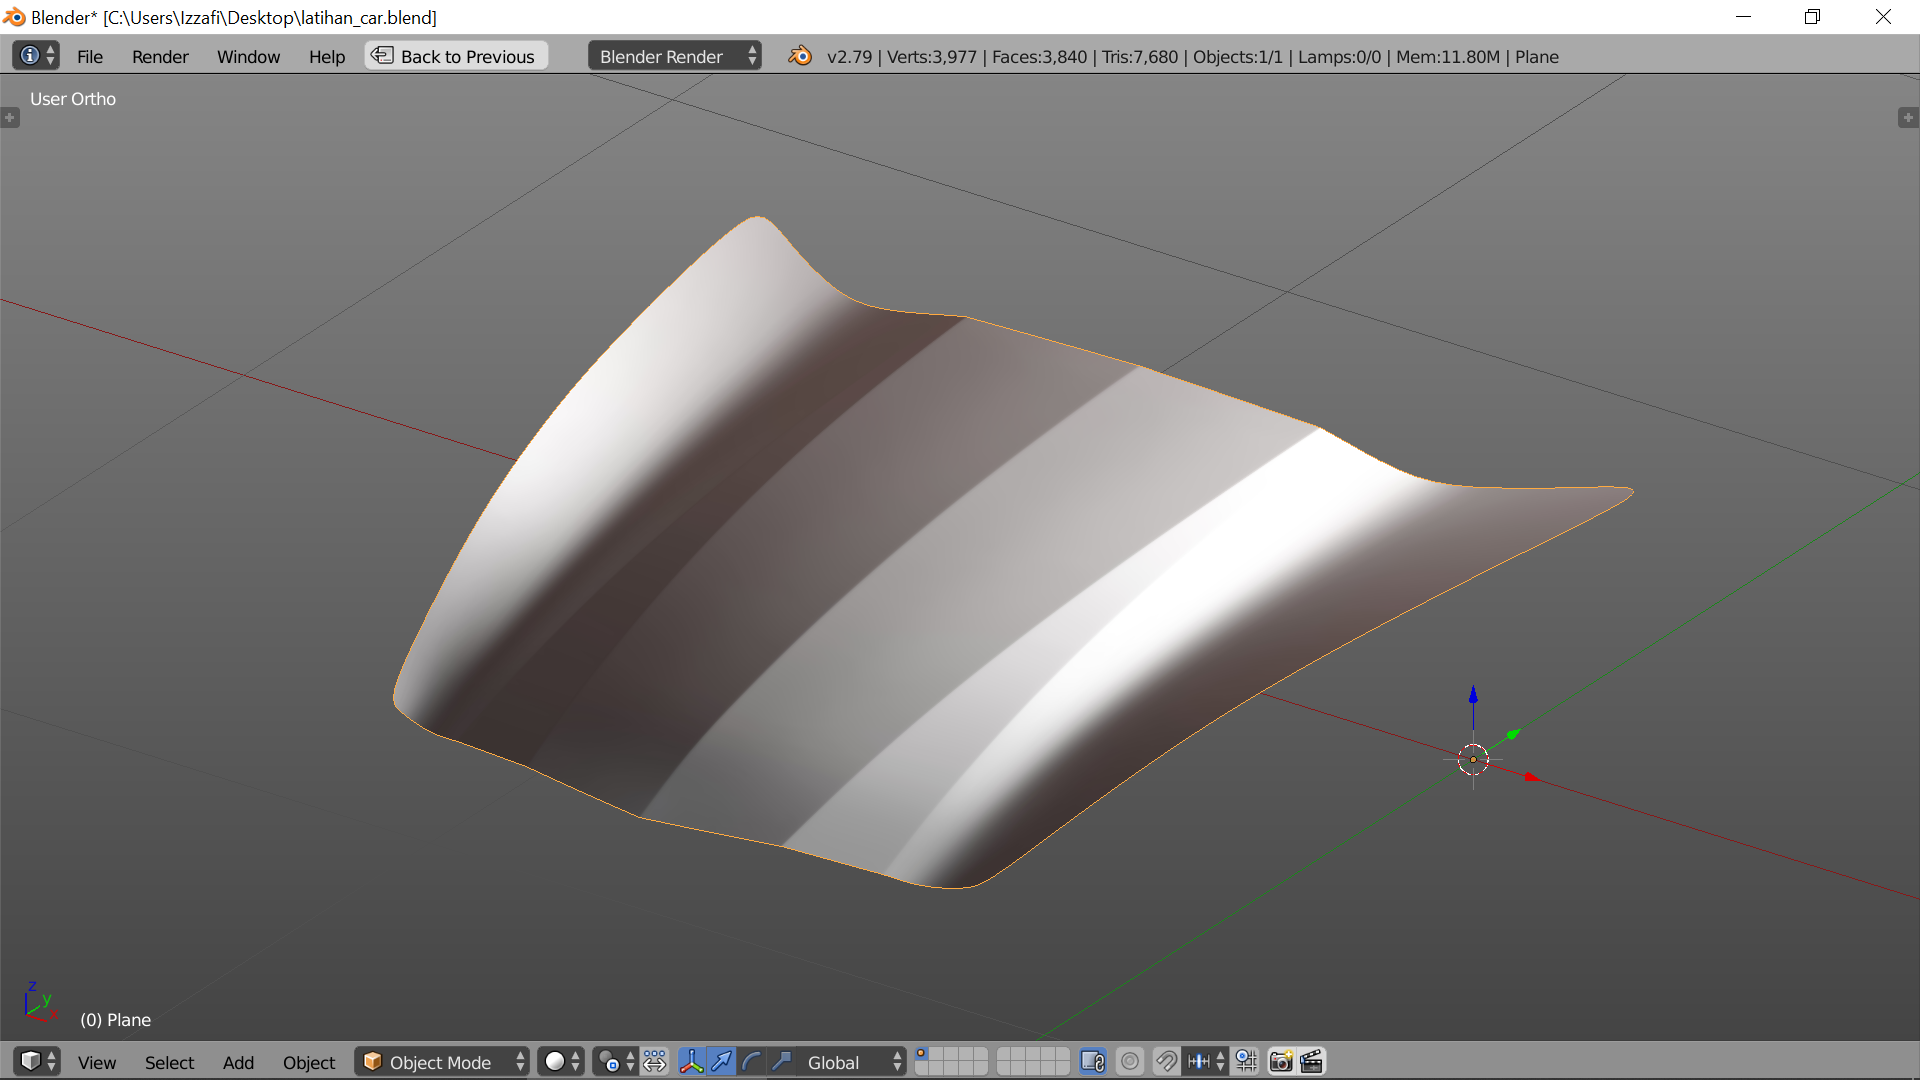 Blender* [C:\Users\Izzafi\Desktop\latihan_car.blend]
File Render Window Help Back to Previous Blender Render v2.79 | Verts:3,977 | Faces:3,840 | Tris:7,680 | Objects:1/1 | Lamps:0/0 | Mem:11.80M | Plane
User Ortho
z
y
x
(0) Plane
View Select Add Object Object Mode Global